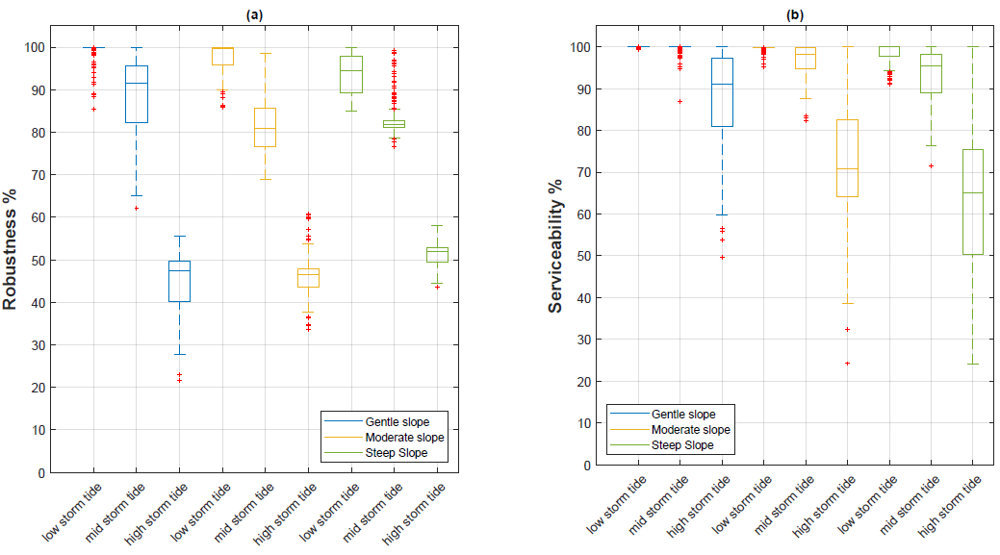 (a)
Robustness %
100
90
80
70
60
50
40
30
20
10
0
Gentle slope
Moderate slope
Steep Slope
low storm tide
mid storm tide
high storm tide
low storm tide
mid storm tide
high storm tide
low storm tide
mid storm tide
high storm tide
(b)
Serviceability %
100
90
80
70
60
50
40
30
20
10
0
Gentle slope
Moderate slope
Steep Slope
low storm tide
mid storm tide
high storm tide
low storm tide
mid storm tide
high storm tide
low storm tide
mid storm tide
high storm tide